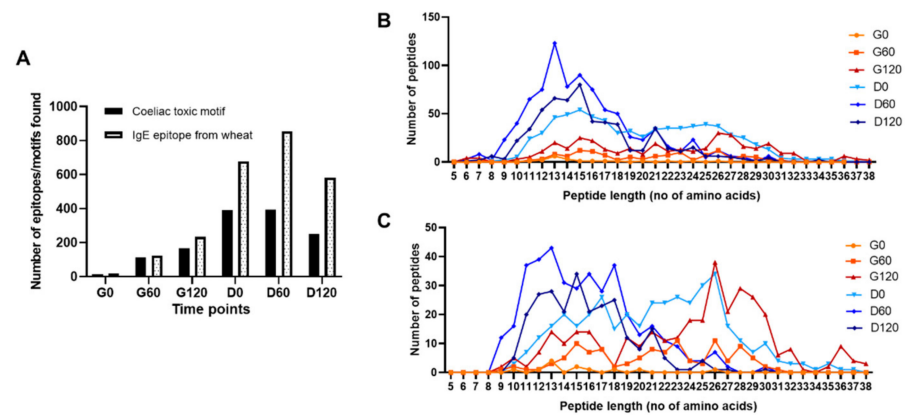 A
Number of epitopes/motifs found
1000
800
600
400
200
0
Coeliac toxic motif
IgE epitope from wheat
G0 G60 G120 D0 D60 D120
Time points
B
Number of peptides
150
100
50
0
5 6 7 8 9 10 11 12 13 14 15 16 17 18 19 20 21 22 23 24 25 26 27 28 29 30 31 32 33 34 35 36 37 38
Peptide length (no of amino acids)
G0
G60
G120
D0
D60
D120
C
Number of peptides
50
40
30
20
10
0
5 6 7 8 9 10 11 12 13 14 15 16 17 18 19 20 21 22 23 24 25 26 27 28 29 30 31 32 33 34 35 36 37 38
Peptide length (no of amino acids)
G0
G60
G120
D0
D60
D120